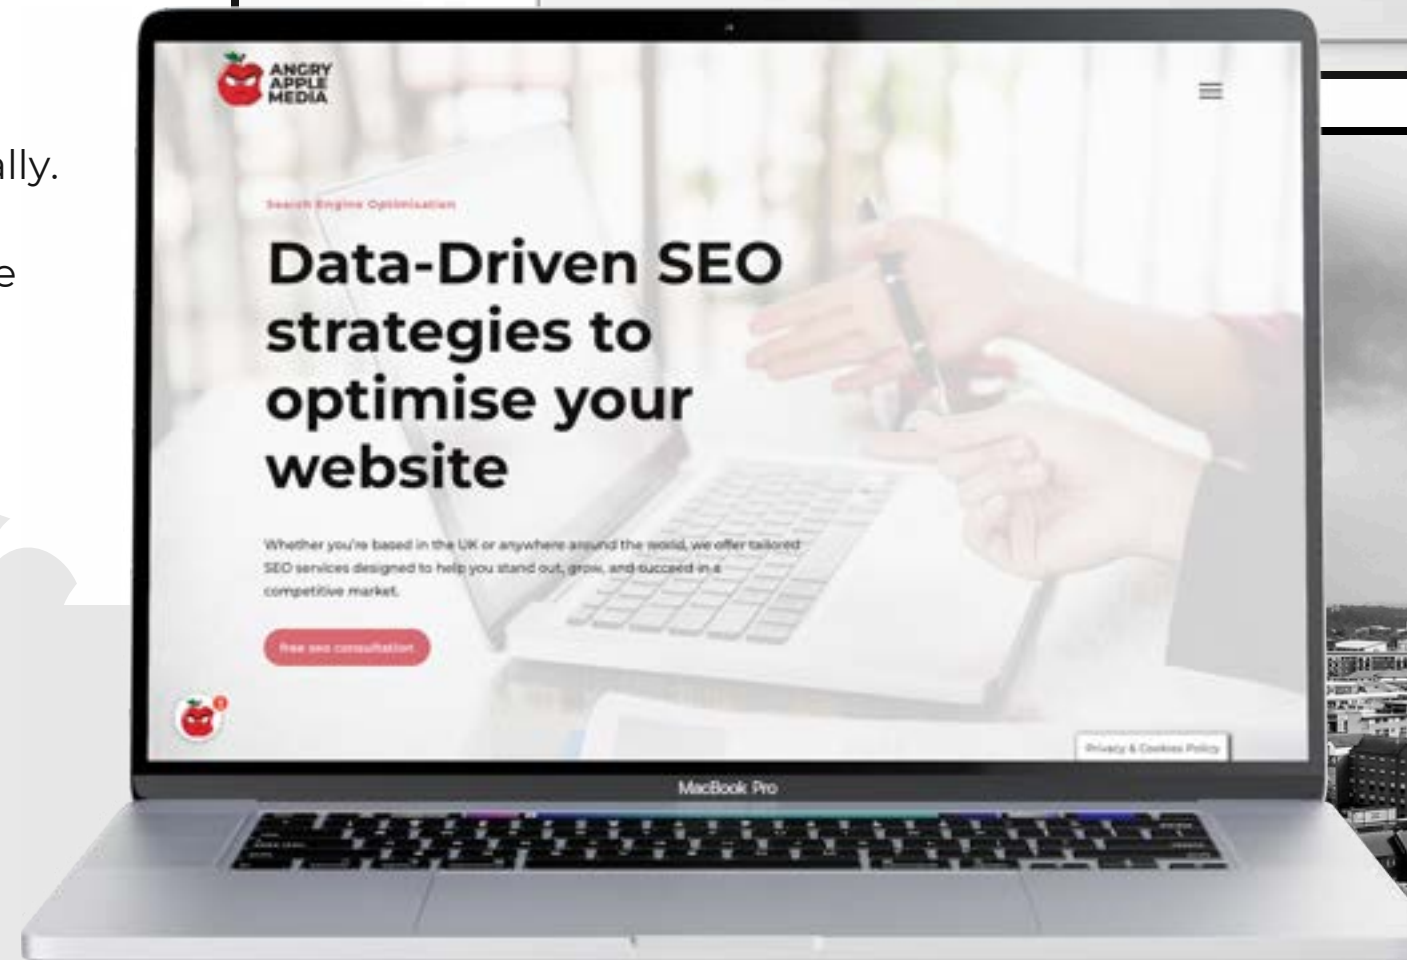 ally.
e
ANGRY
APPLE
MEDIA
Search Engine Optimisation
Data-Driven SEO
strategies to
optimise your
website
Whether you're based in the UK or anywhere around the world, we offer tailored
SEO services designed to help you stand out, grow, and succeed in a
competitive market.
free seo consultation
Privacy & Cookies Policy
MacBook Pro